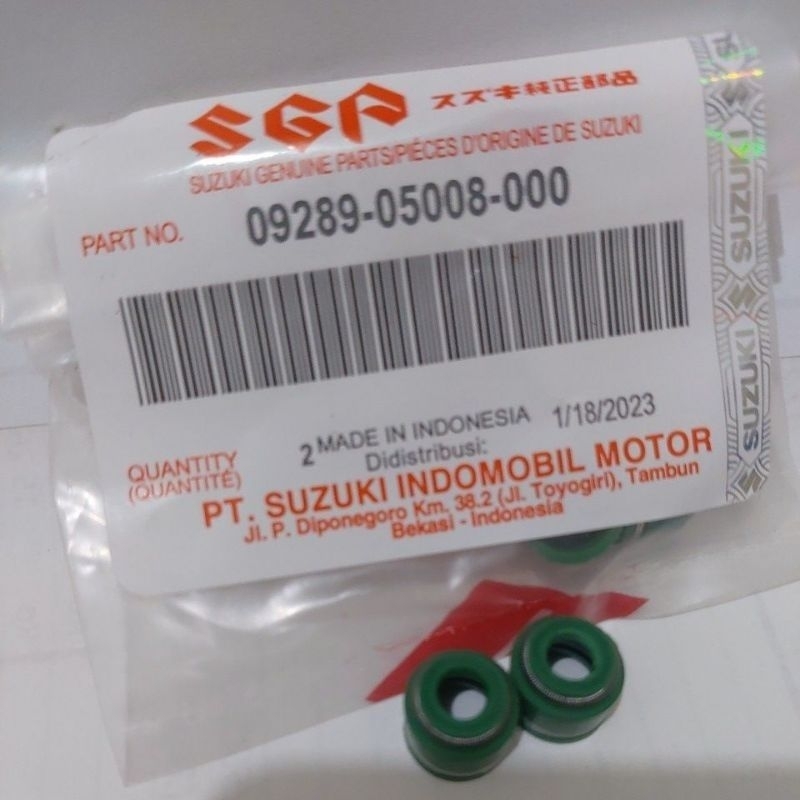 SGP スズキ純正部品
SUZUKI GENUINE PARTS/PIÈCES D'ORIGINE DE SUZUKI
PART NO. 09289-05008-000
QUANTITY 2 MADE IN INDONESIA 1/18/2023
(QUANTITÉ) Didistribusi:
PT. SUZUKI INDOMOBIL MOTOR
Jl. P. Diponegoro Km. 38.2 (Jl. Toyogiri), Tambun
Bekasi - Indonesia
SUZUKI
SUZUKI